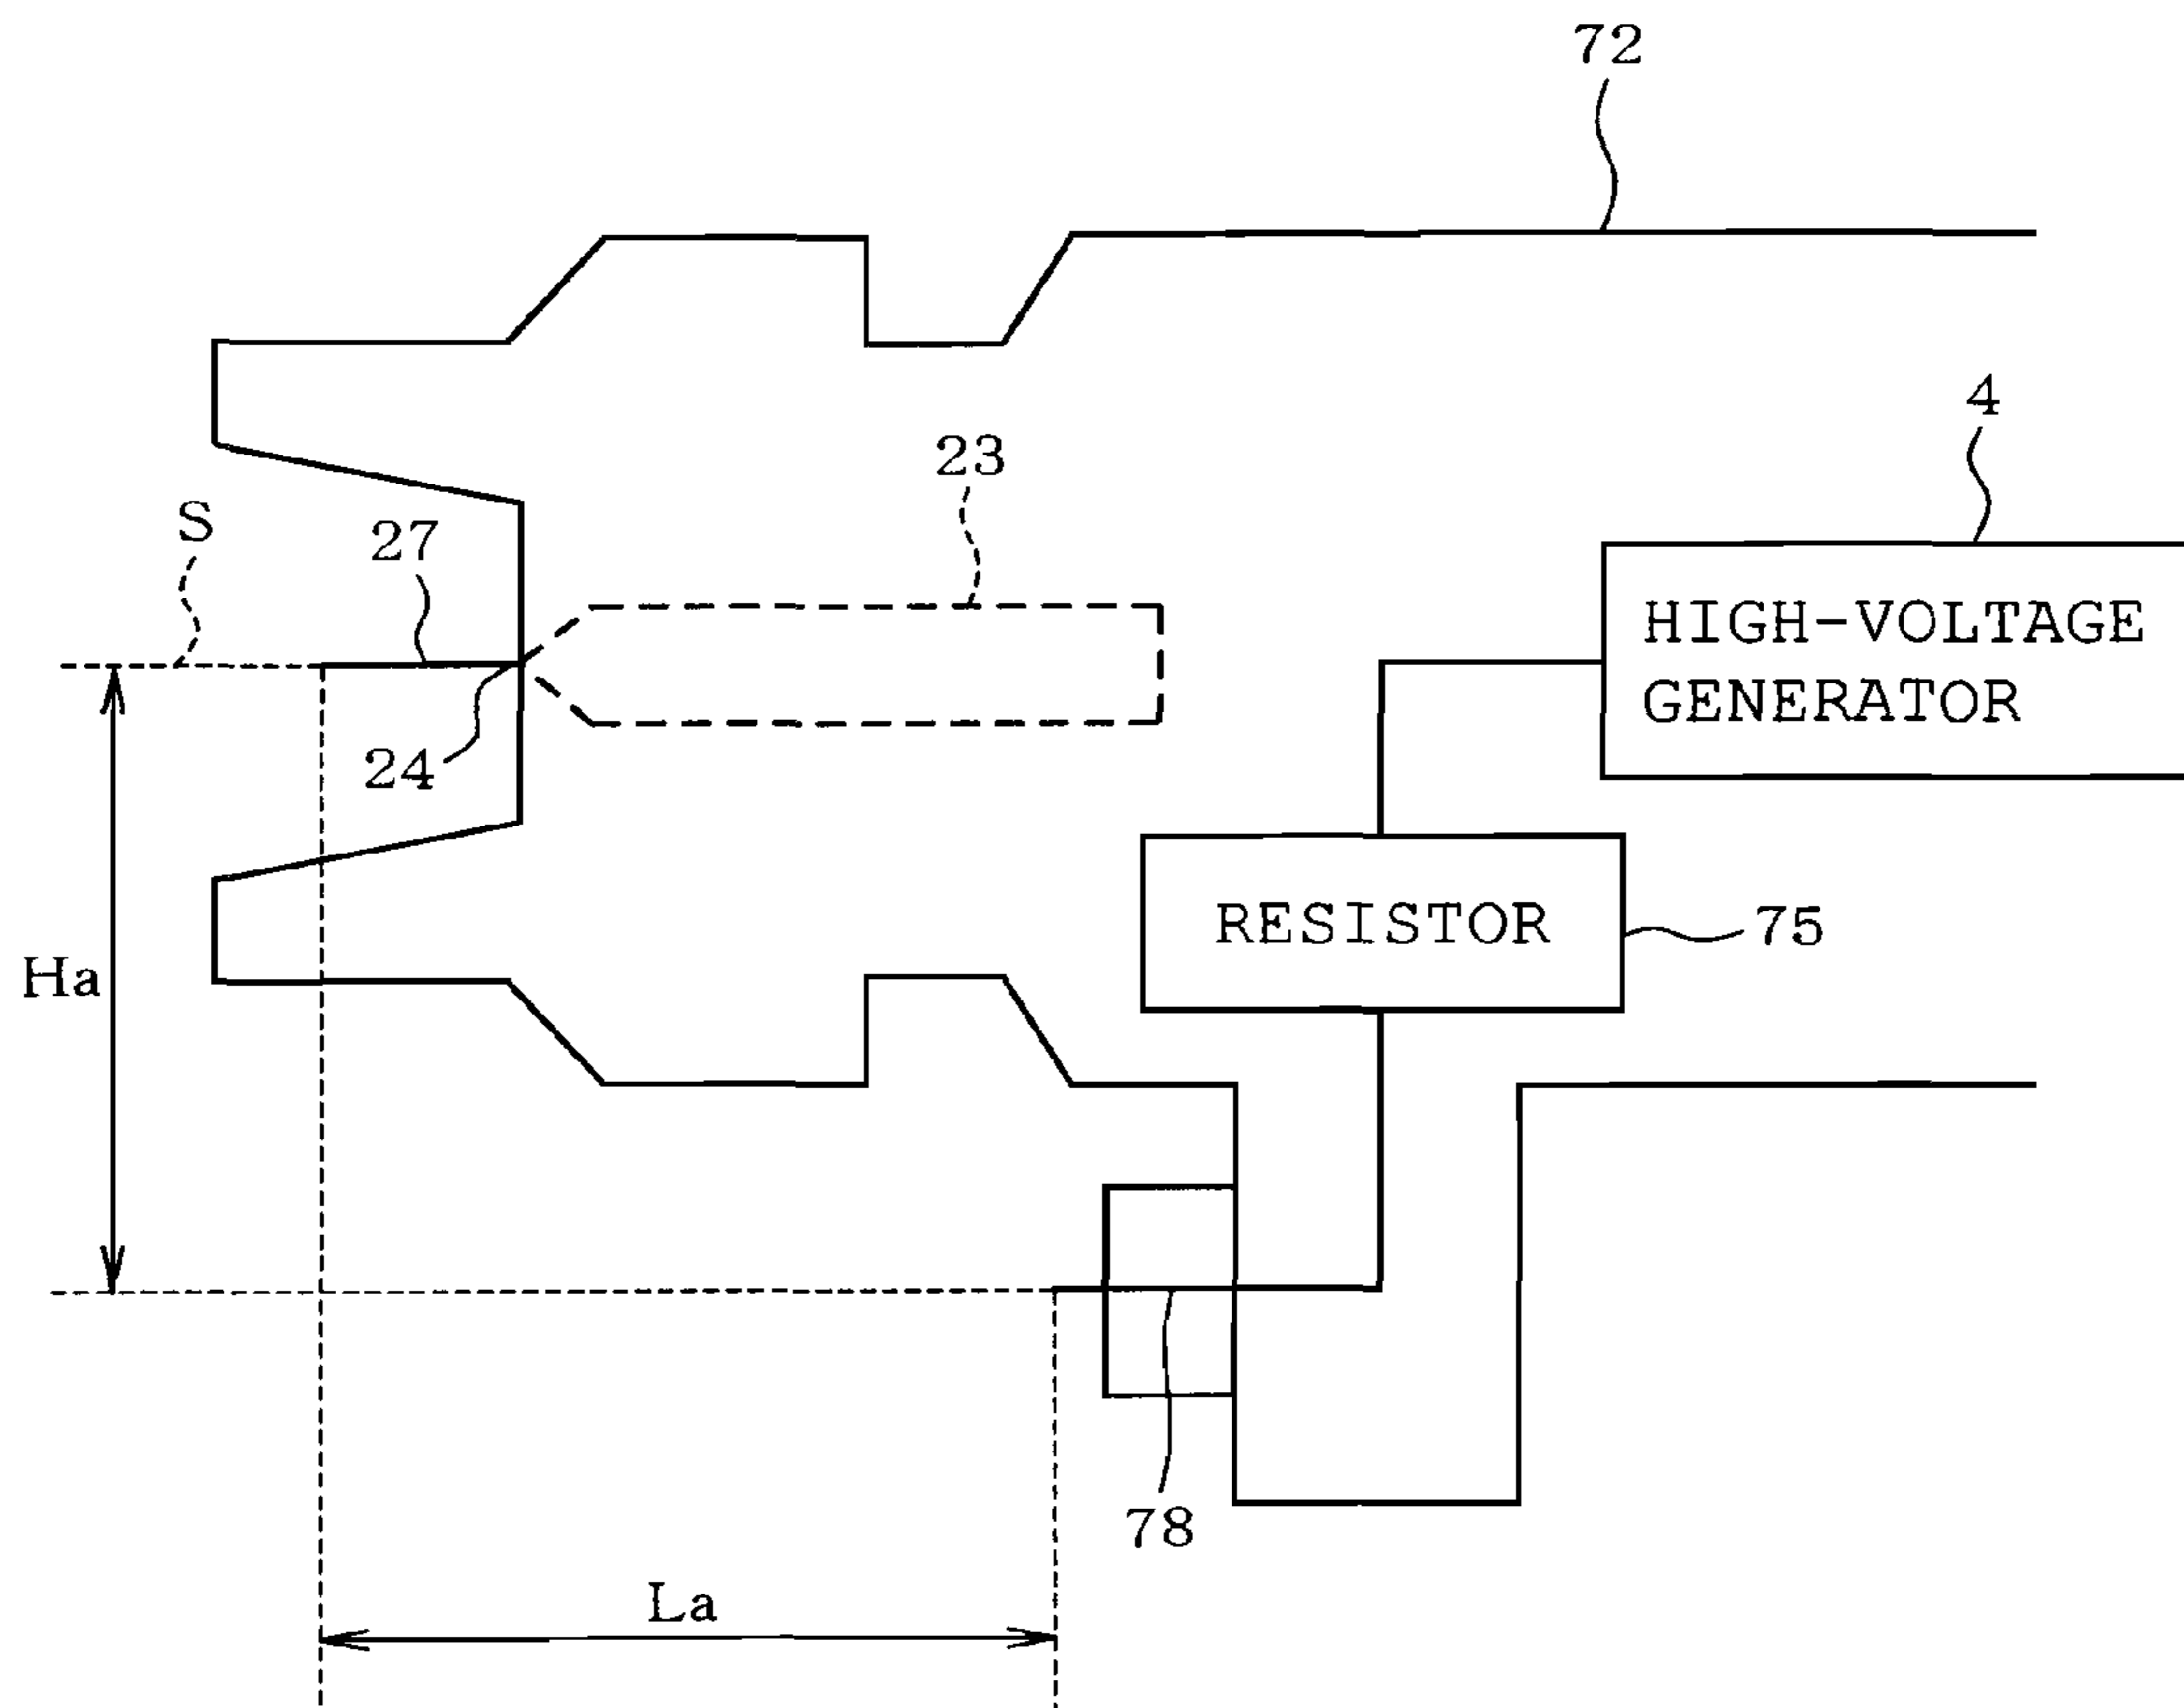 72
4
23
S
27
HIGH-VOLTAGE
GENERATOR
24
RESISTOR
75
Ha
78
La